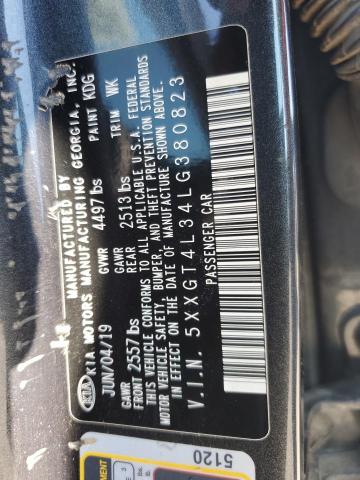 MANUFACTURED BY
KIA KIA MOTORS MANUFACTURING GEORGIA, INC.
JUN/04/19 GVWR 4497 lbs PAINT KDG
GAWR FRONT 2557 lbs GAWR REAR 2513 lbs TRIM WK
THIS VEHICLE CONFORMS TO ALL APPLICABLE U.S.A. FEDERAL
MOTOR VEHICLE SAFETY, BUMPER, AND THEFT PREVENTION STANDARDS
IN EFFECT ON THE DATE OF MANUFACTURE SHOWN ABOVE.
V.I.N. 5XXGT4L34LG380823
PASSENGER CAR
5120